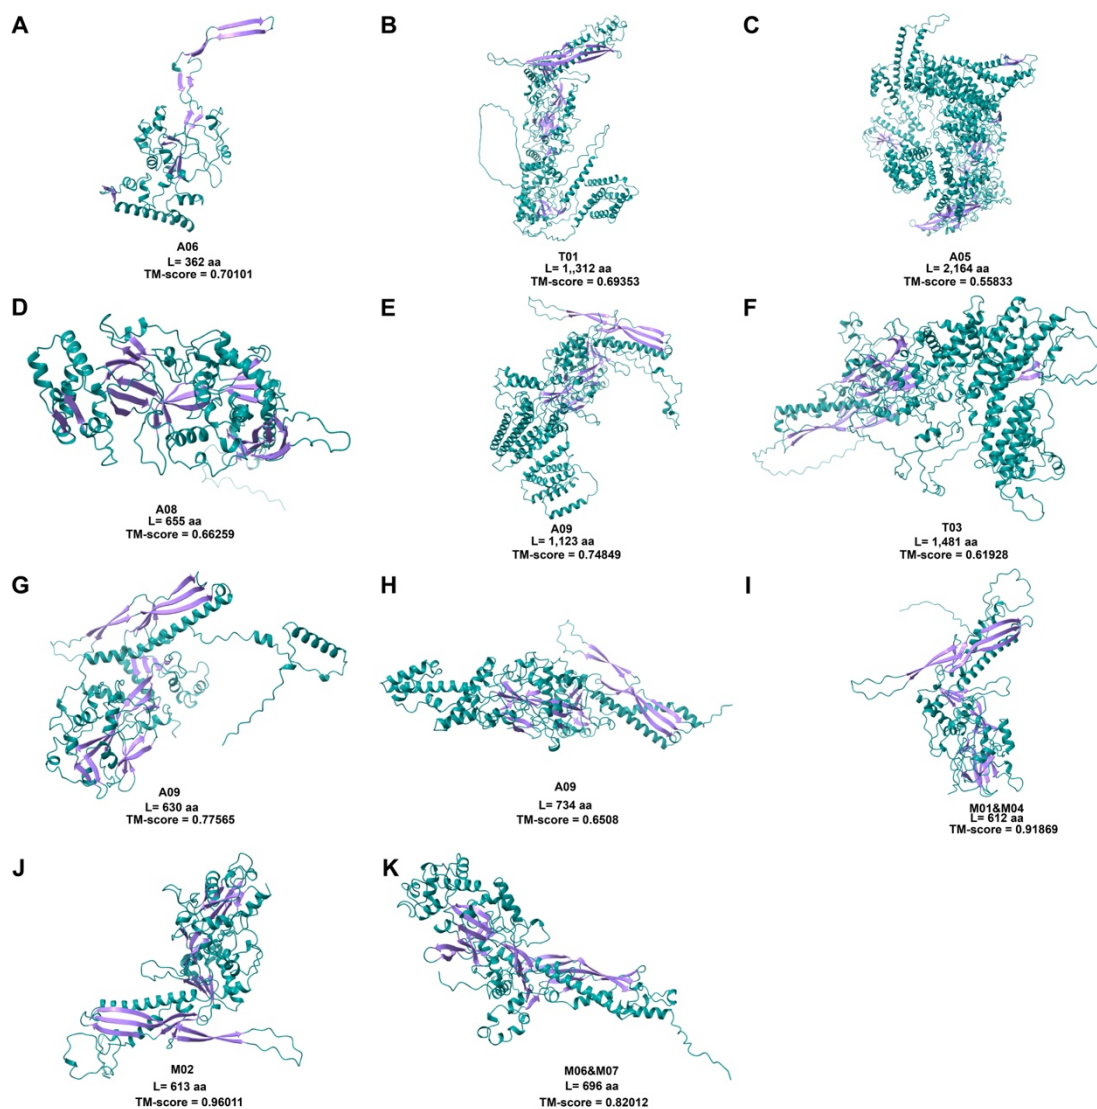 A
A06
L= 362 aa
TM-score = 0.70101
B
T01
L= 1,,312 aa
TM-score = 0.69353
C
A05
L= 2,164 aa
TM-score = 0.55833
D
A08
L= 655 aa
TM-score = 0.66259
E
A09
L= 1,123 aa
TM-score = 0.74849
F
T03
L= 1,481 aa
TM-score = 0.61928
G
A09
L= 630 aa
TM-score = 0.77565
H
A09
L= 734 aa
TM-score = 0.6508
I
M01&M04
L= 612 aa
TM-score = 0.91869
J
M02
L= 613 aa
TM-score = 0.96011
K
M06&M07
L= 696 aa
TM-score = 0.82012